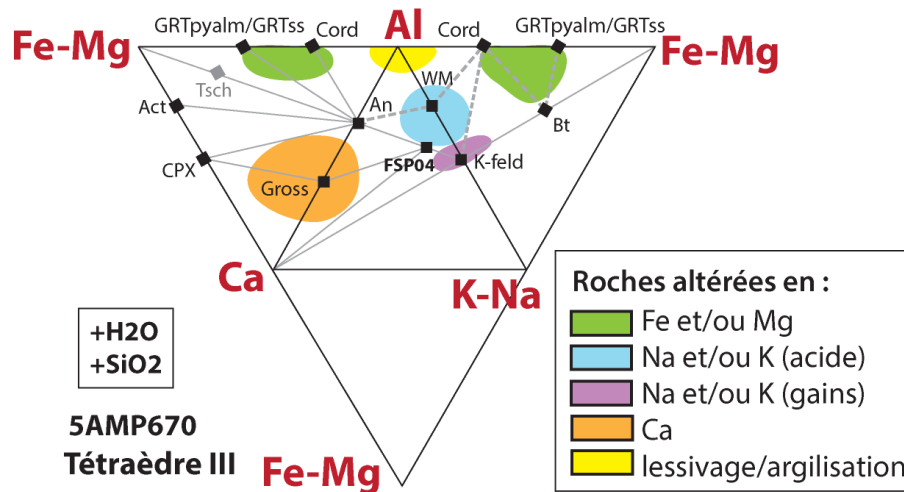 GRTpyalm/GRTss Cord Al Cord GRTpyalm/GRTss
Fe-Mg Fe-Mg
Tsch WM
Act An Bt
CPX FSP04 K-feld
Gross
Ca K-Na
Roches altérées en :
Fe et/ou Mg
Na et/ou K (acide)
Na et/ou K (gains)
Ca
lessivage/argilisation
+H2O
+SiO2
5AMP670
Tétraèdre III
Fe-Mg